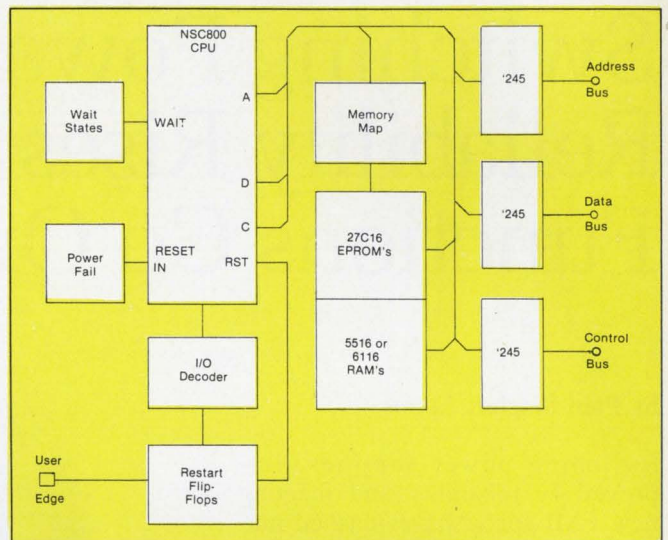 NSC800
CPU
A
D
C
WAIT
RESET
IN
RST
Wait
States
Power
Fail
I/O
Decoder
Restart
Flip-
Flops
User
Edge
Memory
Map
27C16
EPROM's
5516 or
6116
RAM's
'245
Address
Bus
'245
Data
Bus
'245
Control
Bus